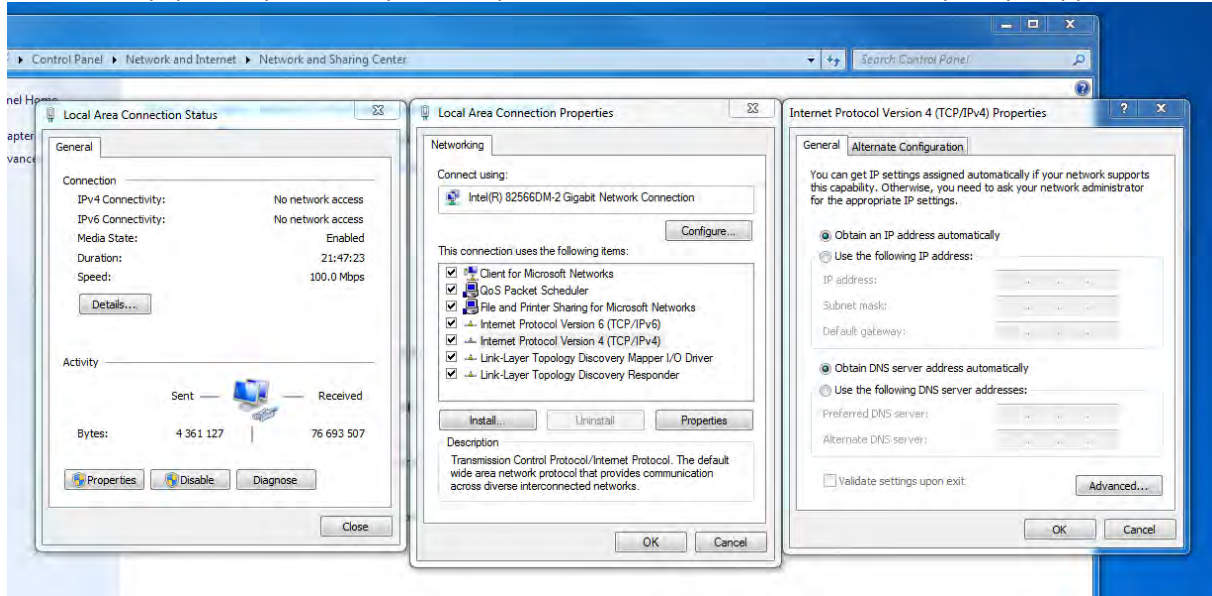 Control Panel ▸ Network and Internet ▸ Network and Sharing Center
Search Control Panel
Local Area Connection Status
General
Connection
IPv4 Connectivity: No network access
IPv6 Connectivity: No network access
Media State: Enabled
Duration: 21:47:23
Speed: 100.0 Mbps
Details...
Activity
Sent — — Received
Bytes: 4 361 127 | 76 693 507
Properties Disable Diagnose
Close
Local Area Connection Properties
Networking
Connect using:
Intel(R) 82566DM-2 Gigabit Network Connection
Configure...
This connection uses the following items:
Client for Microsoft Networks
QoS Packet Scheduler
File and Printer Sharing for Microsoft Networks
Internet Protocol Version 6 (TCP/IPv6)
Internet Protocol Version 4 (TCP/IPv4)
Link-Layer Topology Discovery Mapper I/O Driver
Link-Layer Topology Discovery Responder
Install... Uninstall Properties
Description
Transmission Control Protocol/Internet Protocol. The default
wide area network protocol that provides communication
across diverse interconnected networks.
OK Cancel
Internet Protocol Version 4 (TCP/IPv4) Properties
General Alternate Configuration
You can get IP settings assigned automatically if your network supports
this capability. Otherwise, you need to ask your network administrator
for the appropriate IP settings.
Obtain an IP address automatically
Use the following IP address:
IP address:
Subnet mask:
Default gateway:
Obtain DNS server address automatically
Use the following DNS server addresses:
Preferred DNS server:
Alternate DNS server:
Validate settings upon exit
Advanced...
OK Cancel